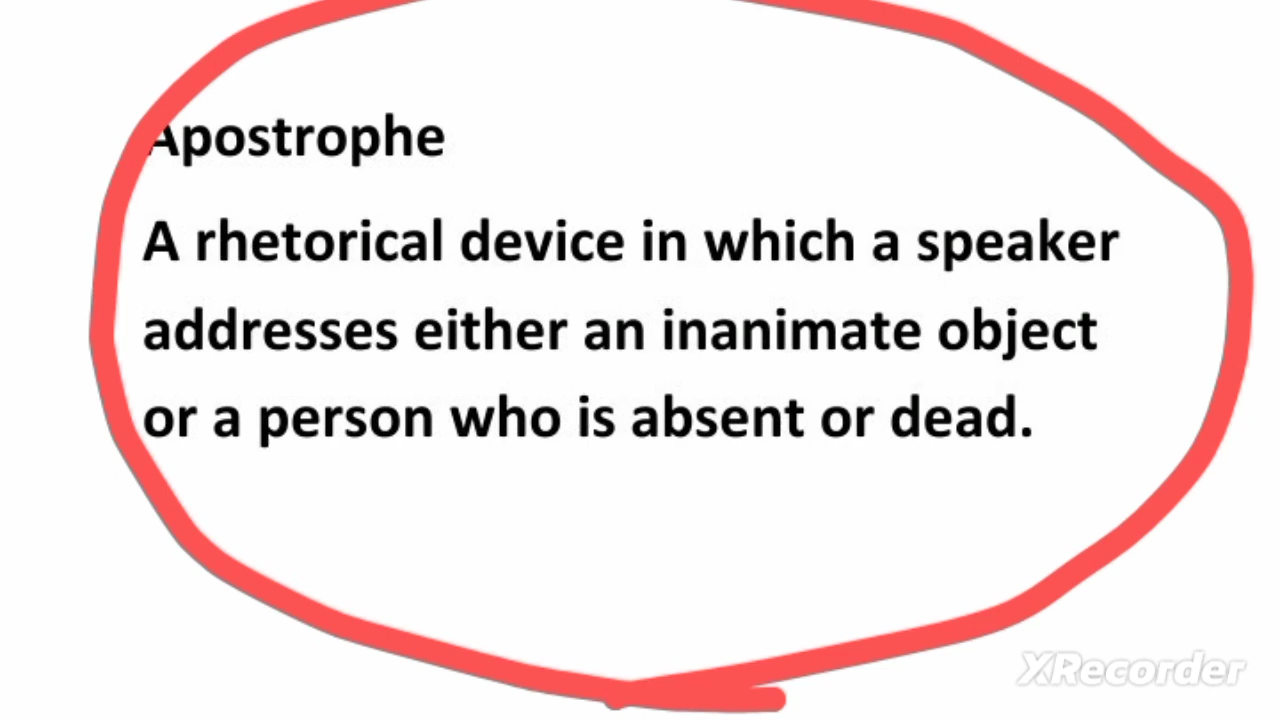 Apostrophe
A rhetorical device in which a speaker
addresses either an inanimate object
or a person who is absent or dead.
XRecorder